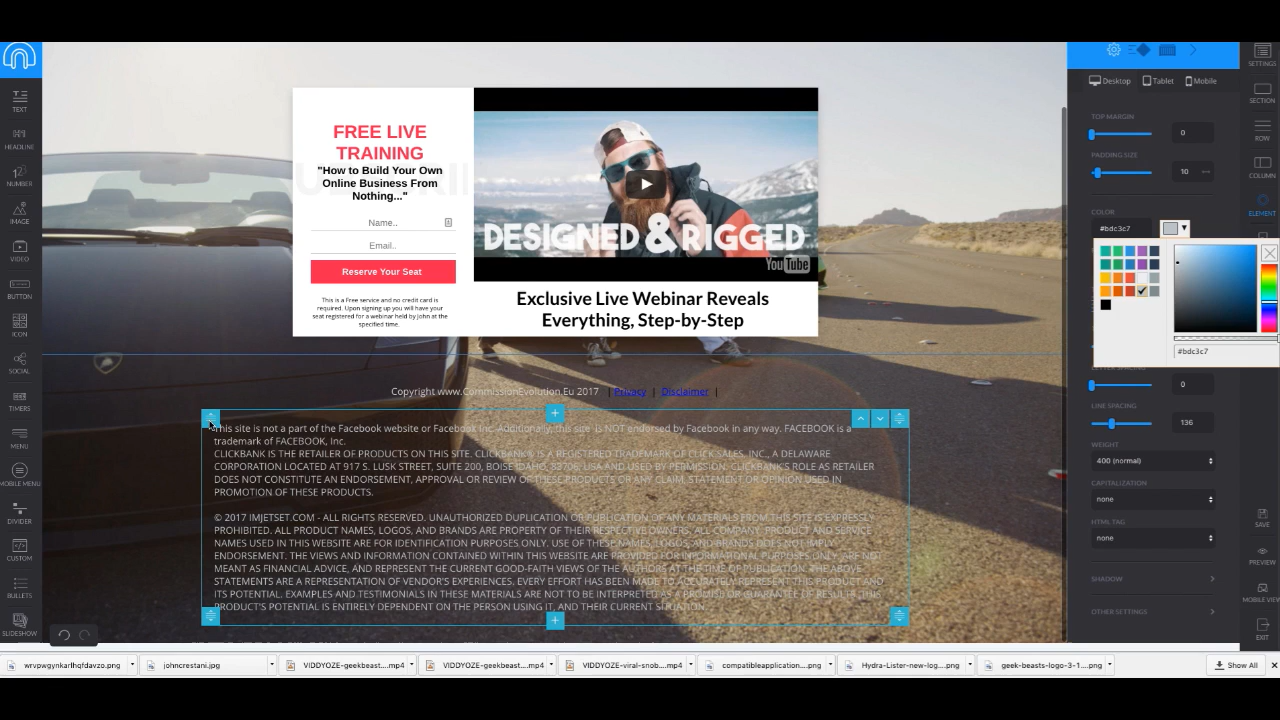 SETTINGS
TEXT
HEADLINE
NUMBER
IMAGE
VIDEO
BUTTON
ICON
SOCIAL
TIMERS
MENU
MOBILE MENU
DIVIDER
CUSTOM
BULLETS
SLIDESHOW
FREE LIVE
TRAINING
"How to Build Your Own
Online Business From
Nothing..."
Name..
Email..
Reserve Your Seat
This is a Free service and no credit card is
required. Upon signing up you will have your
seat registered for a webinar held by John at the
specified time.
DESIGNED & RIGGED
YouTube
Exclusive Live Webinar Reveals
Everything, Step-by-Step
Copyright www.CommissionEvolution.Eu 2017 | Privacy | Disclaimer |
This site is not a part of the Facebook website or Facebook Inc. Additionally, this site is NOT endorsed by Facebook in any way. FACEBOOK is a
trademark of FACEBOOK, Inc.
CLICKBANK IS THE RETAILER OF PRODUCTS ON THIS SITE. CLICKBANK® IS A REGISTERED TRADEMARK OF CLICK SALES, INC., A DELAWARE
CORPORATION LOCATED AT 917 S. LUSK STREET, SUITE 200, BOISE IDAHO, 83706, USA AND USED BY PERMISSION. CLICKBANK'S ROLE AS RETAILER
DOES NOT CONSTITUTE AN ENDORSEMENT, APPROVAL OR REVIEW OF THESE PRODUCTS OR ANY CLAIM, STATEMENT OR OPINION USED IN
PROMOTION OF THESE PRODUCTS.
© 2017 IMJETSET.COM - ALL RIGHTS RESERVED. UNAUTHORIZED DUPLICATION OR PUBLICATION OF ANY MATERIALS FROM THIS SITE IS EXPRESSLY
PROHIBITED. ALL PRODUCT NAMES, LOGOS, AND BRANDS ARE PROPERTY OF THEIR RESPECTIVE OWNERS. ALL COMPANY, PRODUCT AND SERVICE
NAMES USED IN THIS WEBSITE ARE FOR IDENTIFICATION PURPOSES ONLY. USE OF THESE NAMES, LOGOS, AND BRANDS DOES NOT IMPLY
ENDORSEMENT. THE VIEWS AND INFORMATION CONTAINED WITHIN THIS WEBSITE ARE PROVIDED FOR INFORMATIONAL PURPOSES ONLY, ARE NOT
MEANT AS FINANCIAL ADVICE, AND REPRESENT THE CURRENT GOOD-FAITH VIEWS OF THE AUTHORS AT THE TIME OF PUBLICATION. THE ABOVE
STATEMENTS ARE A REPRESENTATION OF VENDOR'S EXPERIENCES. EVERY EFFORT HAS BEEN MADE TO ACCURATELY REPRESENT THIS PRODUCT AND
ITS POTENTIAL. EXAMPLES AND TESTIMONIALS IN THESE MATERIALS ARE NOT TO BE INTERPRETED AS A PROMISE OR GUARANTEE OF RESULTS. THIS
PRODUCT'S POTENTIAL IS ENTIRELY DEPENDENT ON THE PERSON USING IT, AND THEIR CURRENT SITUATION.
Desktop Tablet Mobile
TOP MARGIN
0
PADDING SIZE
10
COLOR
#bdc3c7
#bdc3c7
0
LINE SPACING
136
WEIGHT
400 (normal)
CAPITALIZATION
none
HTML TAG
none
SHADOW
OTHER SETTINGS
SECTION
ROW
COLUMN
ELEMENT
SAVE
PREVIEW
MOBILE VIEW
EXIT
wrvpwgynkarlhqfdavzo.png
johncrestani.jpg
VIDDYOZE-geekbeast....mp4
VIDDYOZE-geekbeast....mp4
VIDDYOZE-viral-snob....mp4
compatibleapplication....png
Hydra-Lister-new-log....png
geek-beasts-logo-3-1....png
Show All